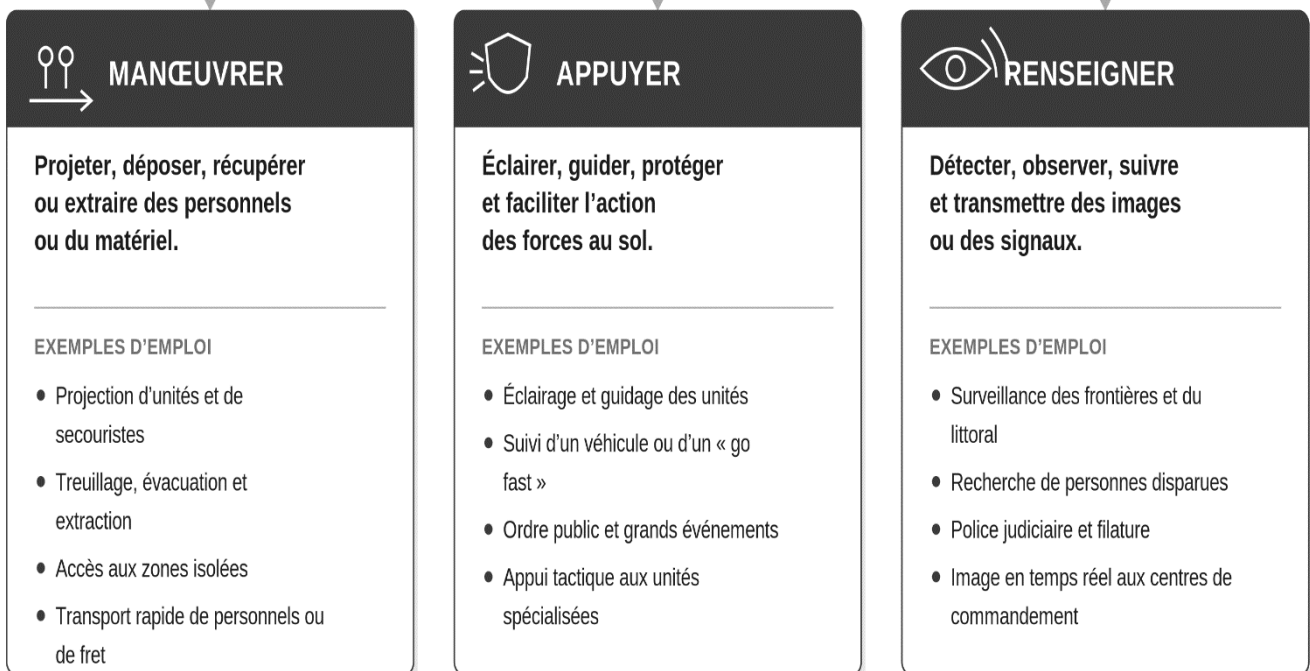 MANŒUVRER
Projeter, déposer, récupérer
ou extraire des personnels
ou du matériel.
EXEMPLES D’EMPLOI
• Projection d’unités et de
secouristes
• Treuillage, évacuation et
extraction
• Accès aux zones isolées
• Transport rapide de personnels ou
de fret
APPUYER
Éclairer, guider, protéger
et faciliter l’action
des forces au sol.
EXEMPLES D’EMPLOI
• Éclairage et guidage des unités
• Suivi d’un véhicule ou d’un « go
fast »
• Ordre public et grands événements
• Appui tactique aux unités
spécialisées
RENSEIGNER
Détecter, observer, suivre
et transmettre des images
ou des signaux.
EXEMPLES D’EMPLOI
• Surveillance des frontières et du
littoral
• Recherche de personnes disparues
• Police judiciaire et filature
• Image en temps réel aux centres de
commandement